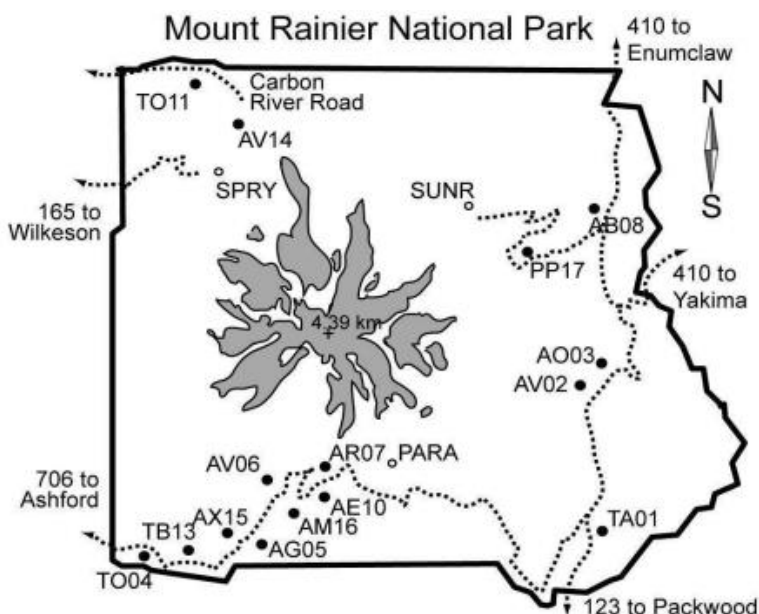 Mount Rainier National Park
410 to
Enumclaw
Carbon
River Road
TO11
AV14
N
S
SPRY
SUNR
165 to
Wilkeson
AB08
PP17
410 to
Yakima
4.39 km
AO03
AV02
AR07
PARA
AV06
706 to
Ashford
AE10
AX15
AM16
TA01
TB13
AG05
TO04
123 to Packwood